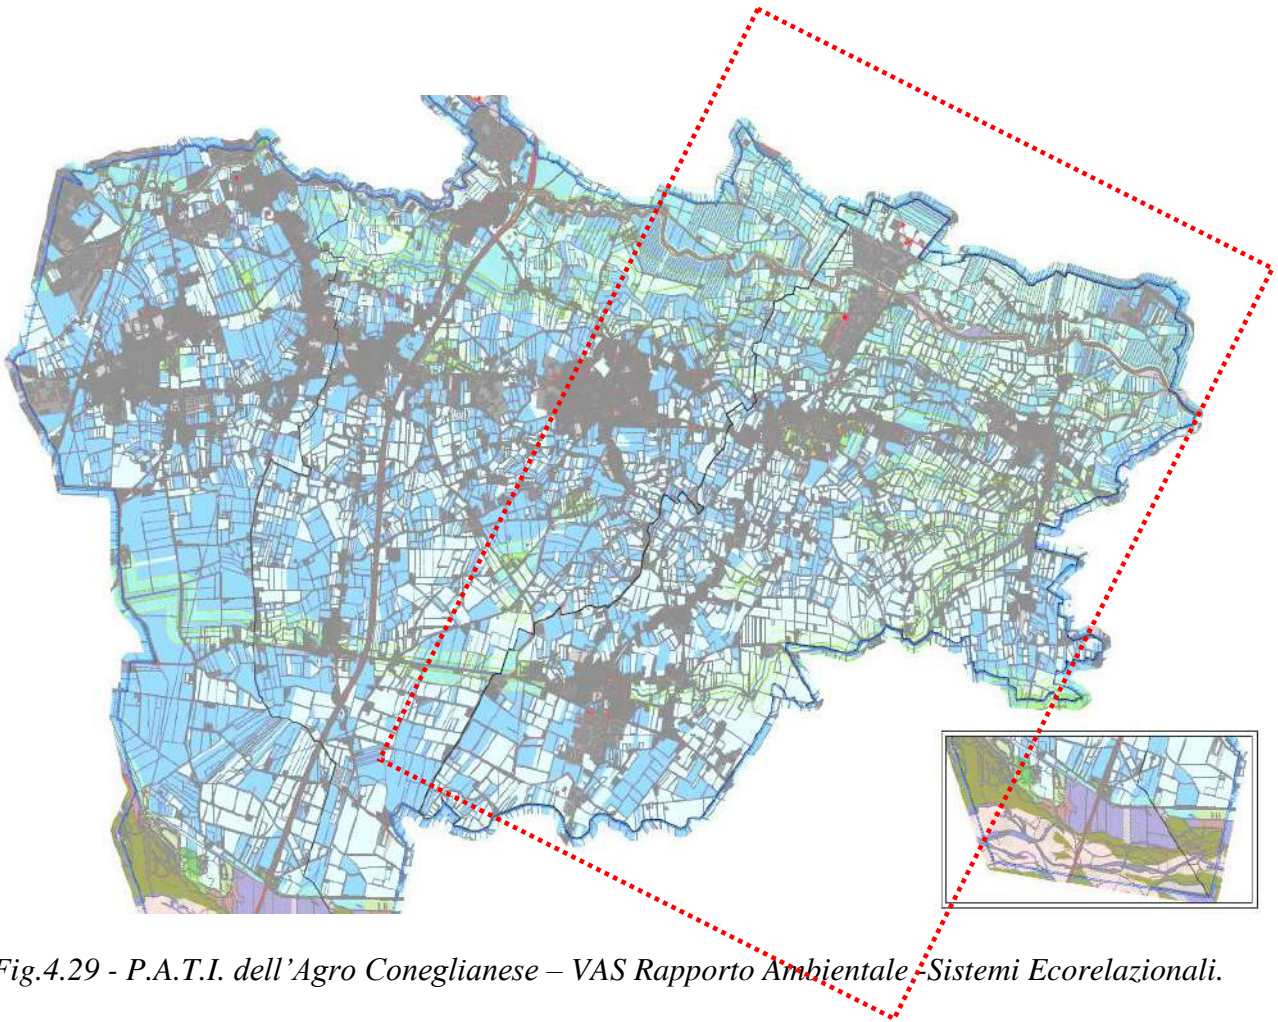 Fig.4.29 - P.A.T.I. dell’Agro Coneglianese – VAS Rapporto Ambientale -Sistemi Ecorelazionali.